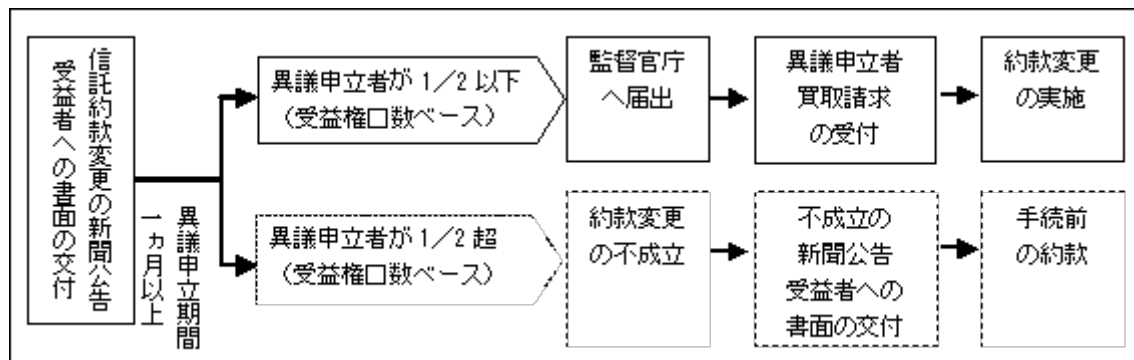 信託約款変更の新聞公告
受益者への書面の交付
異議申立期間
一ヵ月以上
異議申立者が 1/2 以下
（受益権口数ベース）
監督官庁
へ届出
異議申立者
買取請求
の受付
約款変更
の実施
異議申立者が 1/2 超
（受益権口数ベース）
約款変更
の不成立
不成立の
新聞公告
受益者への
書面の交付
手続前
の約款